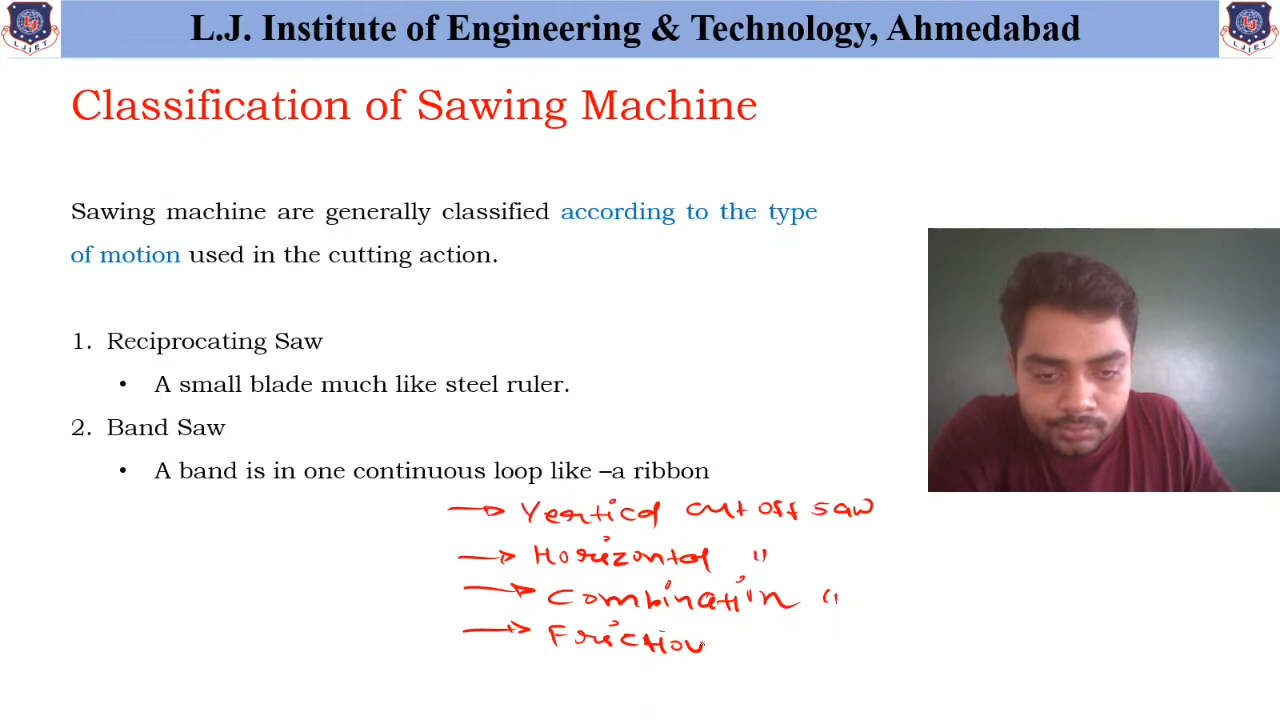 L.J. Institute of Engineering & Technology, Ahmedabad
LJIET
LJIET
Classification of Sawing Machine
Sawing machine are generally classified according to the type
of motion used in the cutting action.
1. Reciprocating Saw
• A small blade much like steel ruler.
2. Band Saw
• A band is in one continuous loop like –a ribbon
→ Vertical cut off saw
→ Horizontal "
→ Combination "
→ Friction